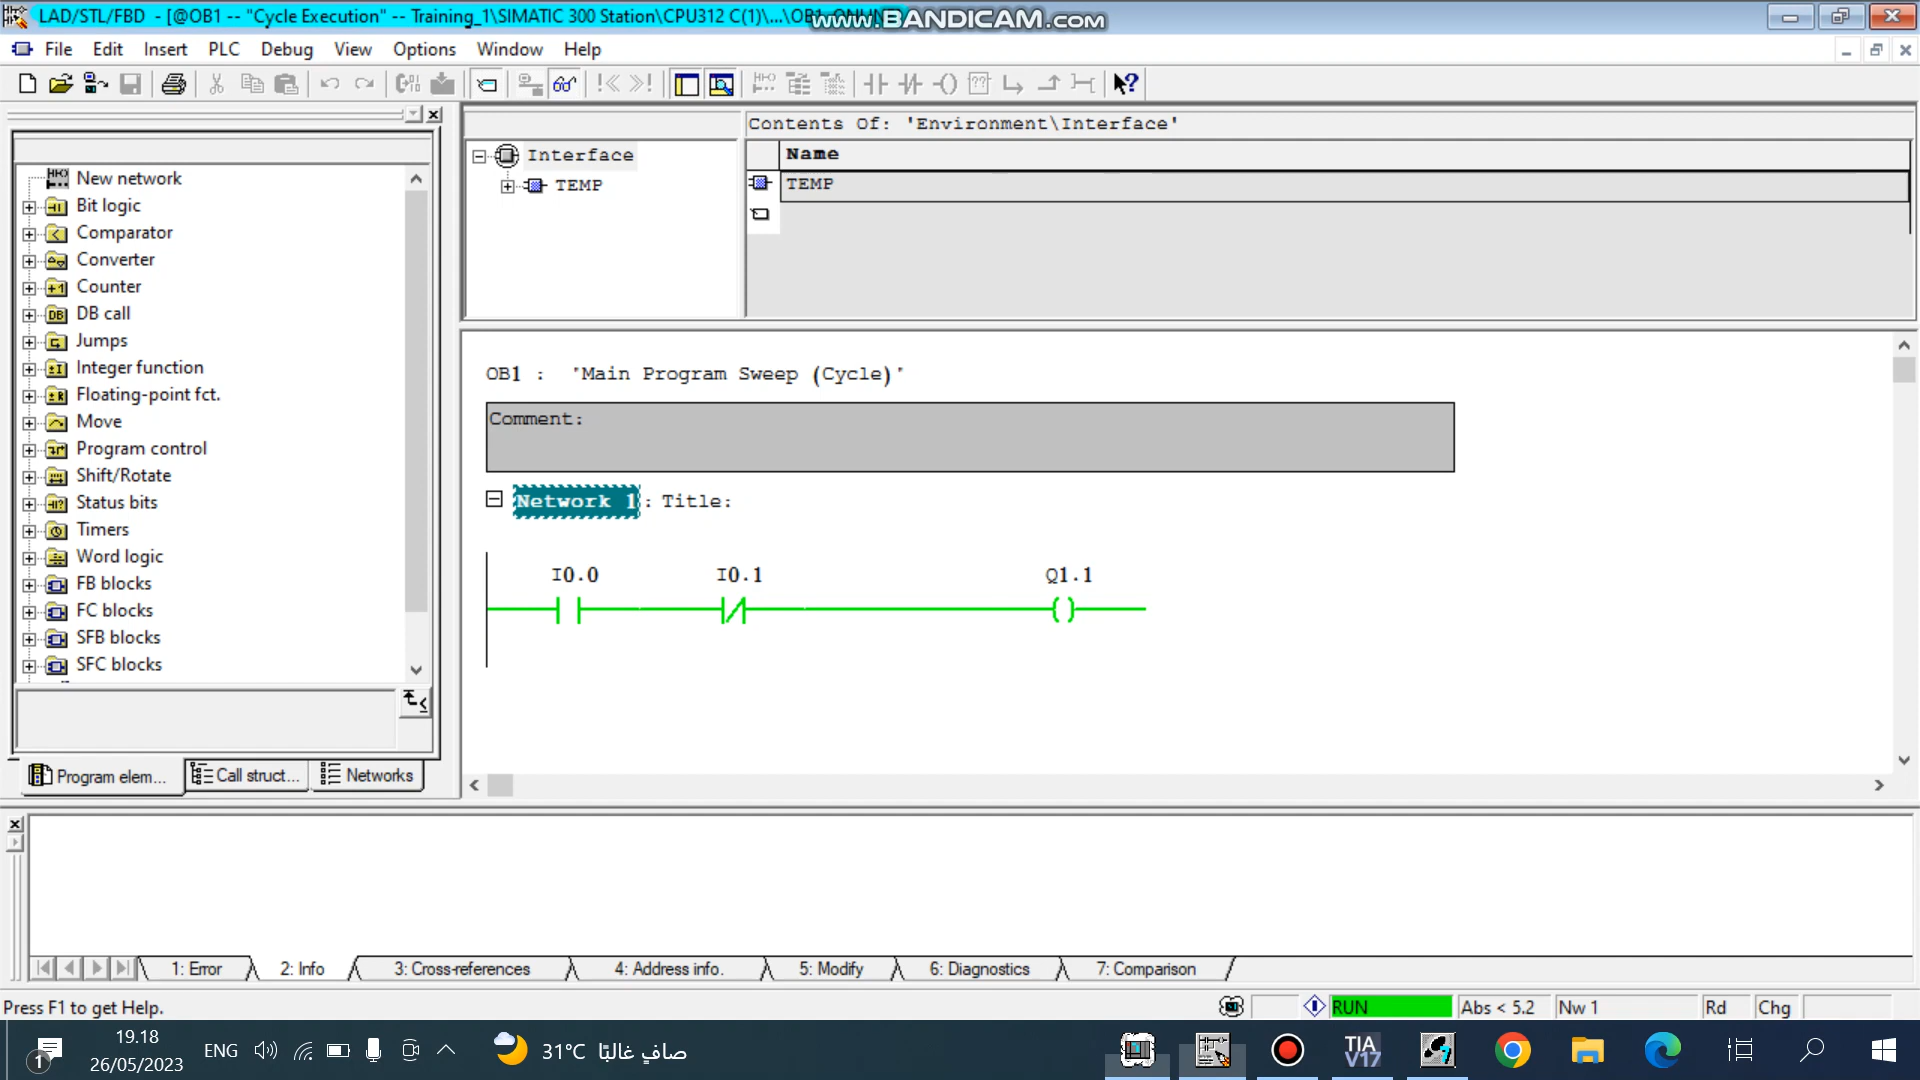 LAD/STL/FBD - [@OB1 -- "Cycle Execution" -- Training_1\SIMATIC 300 Station\CPU312 C(1)\...\OB1
www.BANDICAM.com
File Edit Insert PLC Debug View Options Window Help
New network
Bit logic
Comparator
Converter
Counter
DB call
Jumps
Integer function
Floating-point fct.
Move
Program control
Shift/Rotate
Status bits
Timers
Word logic
FB blocks
FC blocks
SFB blocks
SFC blocks
Program elem... Call struct... Networks
Interface
TEMP
Contents Of: 'Environment\Interface'
Name
TEMP
OB1 : "Main Program Sweep (Cycle)"
Comment:
Network 1: Title:
I0.0 I0.1 Q1.1
1: Error 2: Info 3: Cross-references 4: Address info. 5: Modify 6: Diagnostics 7: Comparison
Press F1 to get Help.
RUN Abs < 5.2 Nw 1 Rd Chg
1
19.18
26/05/2023
ENG
31°C صافٍ غالبًا
TIA
V17